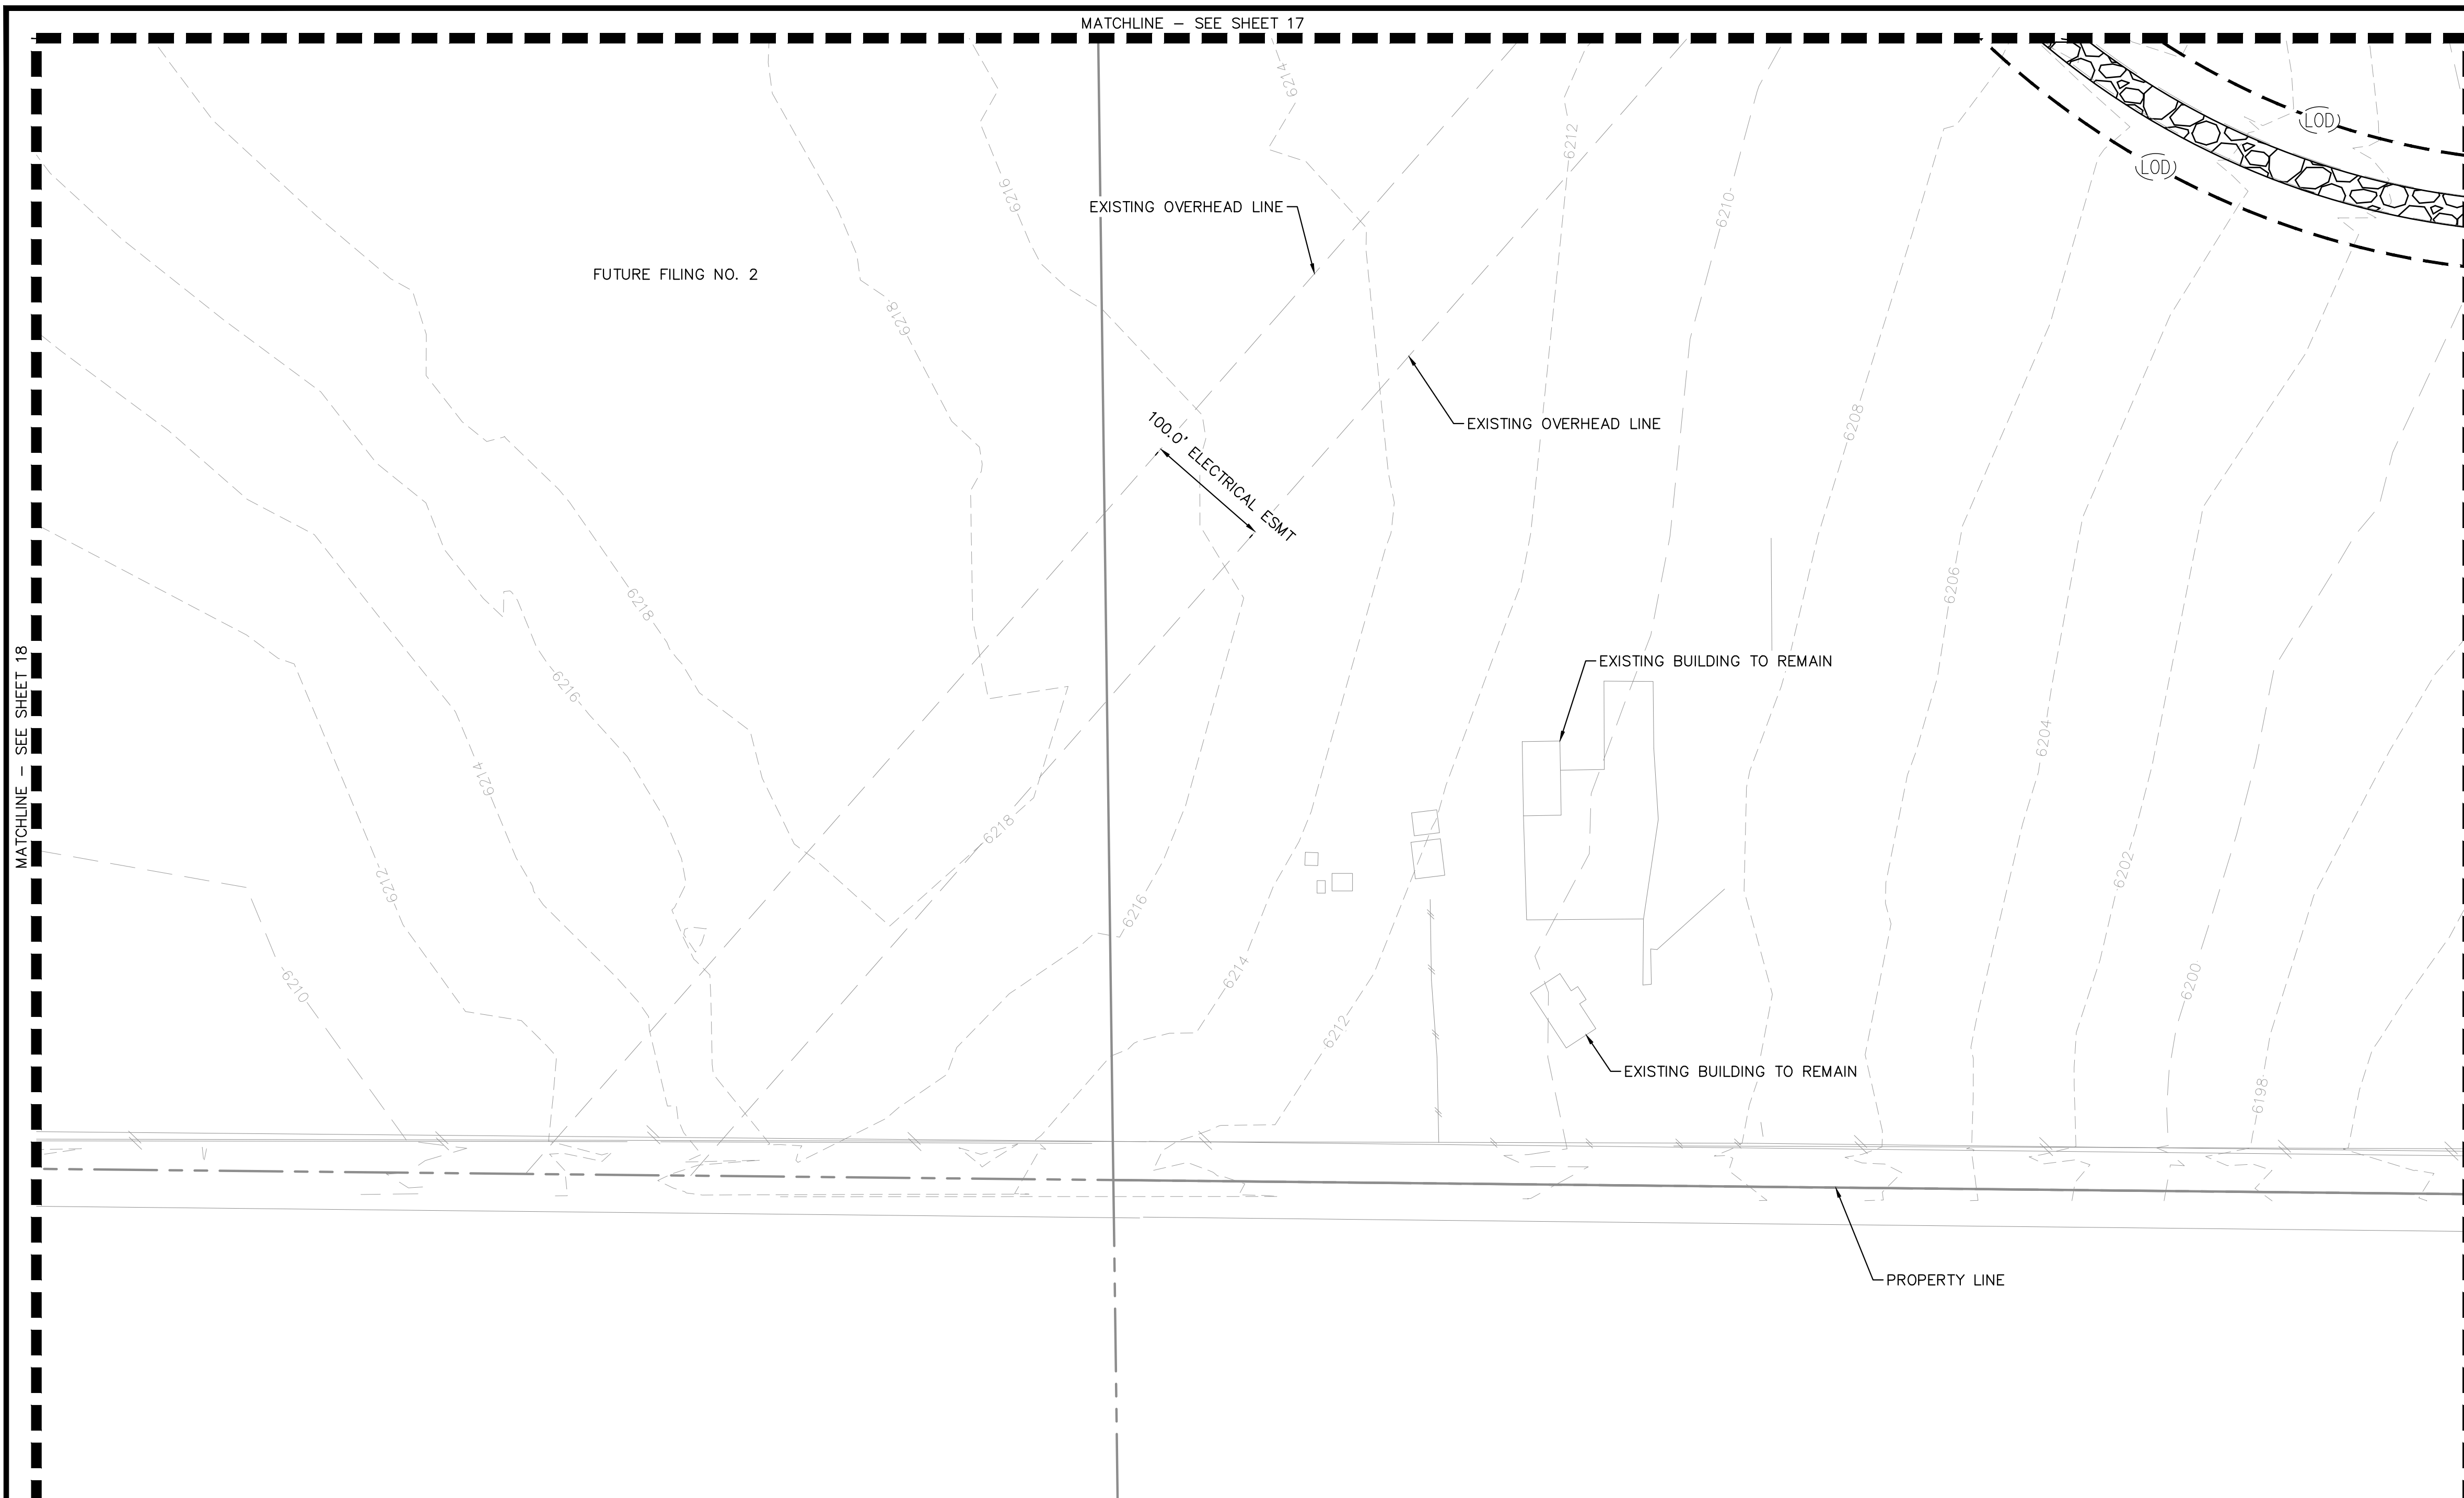 MATCHLINE – SEE SHEET 17
6214
LOD
6212
LOD
6216
EXISTING OVERHEAD LINE
6210
FUTURE FILING NO. 2
6218
EXISTING OVERHEAD LINE
6208
100.0' ELECTRICAL ESMT
6206
6218
EXISTING BUILDING TO REMAIN
6216
MATCHLINE – SEE SHEET 18
6204
6214
6218
6202
6212
6216
6214
6200
6210
6212
EXISTING BUILDING TO REMAIN
6198
PROPERTY LINE